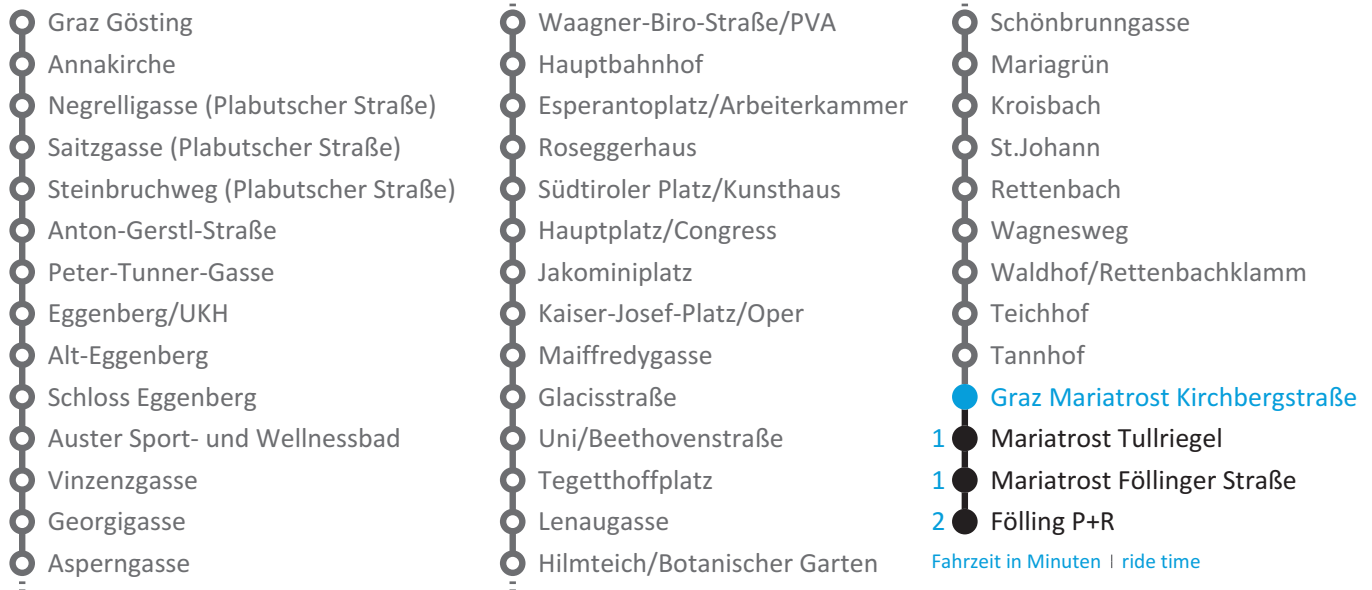 Graz Gösting
Annakirche
Negrelligasse (Plabutscher Straße)
Saitzgasse (Plabutscher Straße)
Steinbruchweg (Plabutscher Straße)
Anton-Gerstl-Straße
Peter-Tunner-Gasse
Eggenberg/UKH
Alt-Eggenberg
Schloss Eggenberg
Auster Sport- und Wellnessbad
Vinzenzgasse
Georgigasse
Asperngasse
Waagner-Biro-Straße/PVA
Hauptbahnhof
Esperantoplatz/Arbeiterkammer
Roseggerhaus
Südtiroler Platz/Kunsthaus
Hauptplatz/Congress
Jakominiplatz
Kaiser-Josef-Platz/Oper
Maiffredygasse
Glacisstraße
Uni/Beethovenstraße
Tegetthoffplatz
Lenaugasse
Hilmteich/Botanischer Garten
Schönbrunngasse
Mariagrün
Kroisbach
St.Johann
Rettenbach
Wagnesweg
Waldhof/Rettenbachklamm
Teichhof
Tannhof
Graz Mariatrost Kirchbergstraße
1 Mariatrost Tullriegel
1 Mariatrost Föllinger Straße
2 Fölling P+R
Fahrzeit in Minuten | ride time